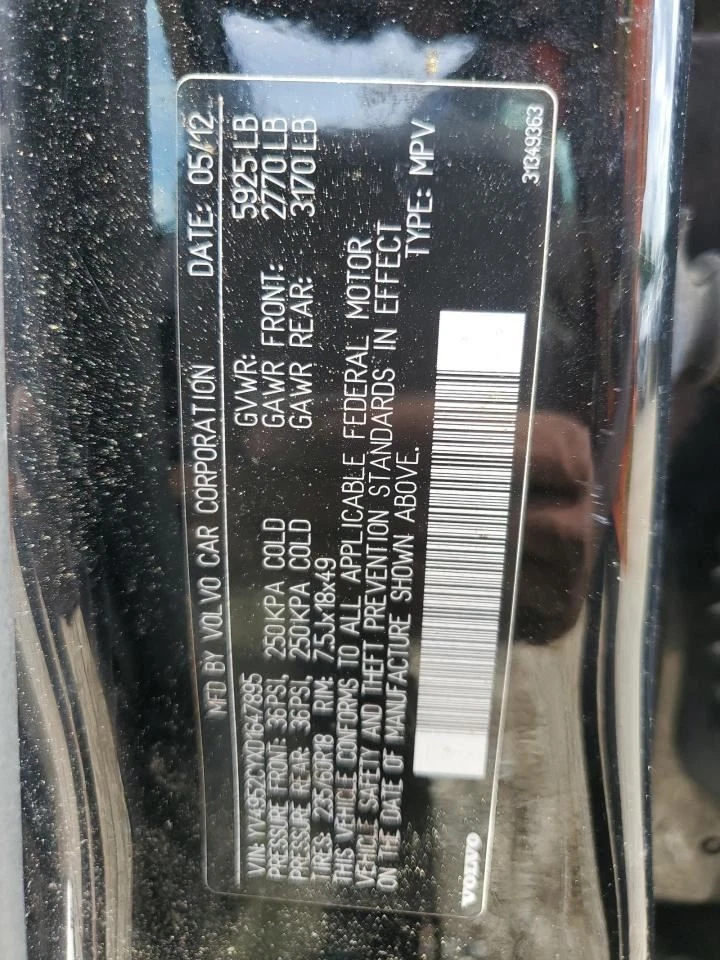 MFD BY VOLVO CAR CORPORATION DATE: 05/12
VIN: YV4952CYXD1647895 GVWR: 5925 LB
PRESSURE FRONT: 36PSI, 250KPA COLD GAWR FRONT: 2770 LB
PRESSURE REAR: 36PSI, 250KPA COLD GAWR REAR: 3170 LB
TIRES 235/60R18 RIM: 7.5Jx18x49
THIS VEHICLE CONFORMS TO ALL APPLICABLE FEDERAL MOTOR
VEHICLE SAFETY AND THEFT PREVENTION STANDARDS IN EFFECT
ON THE DATE OF MANUFACTURE SHOWN ABOVE. TYPE: MPV
VOLVO 31349363